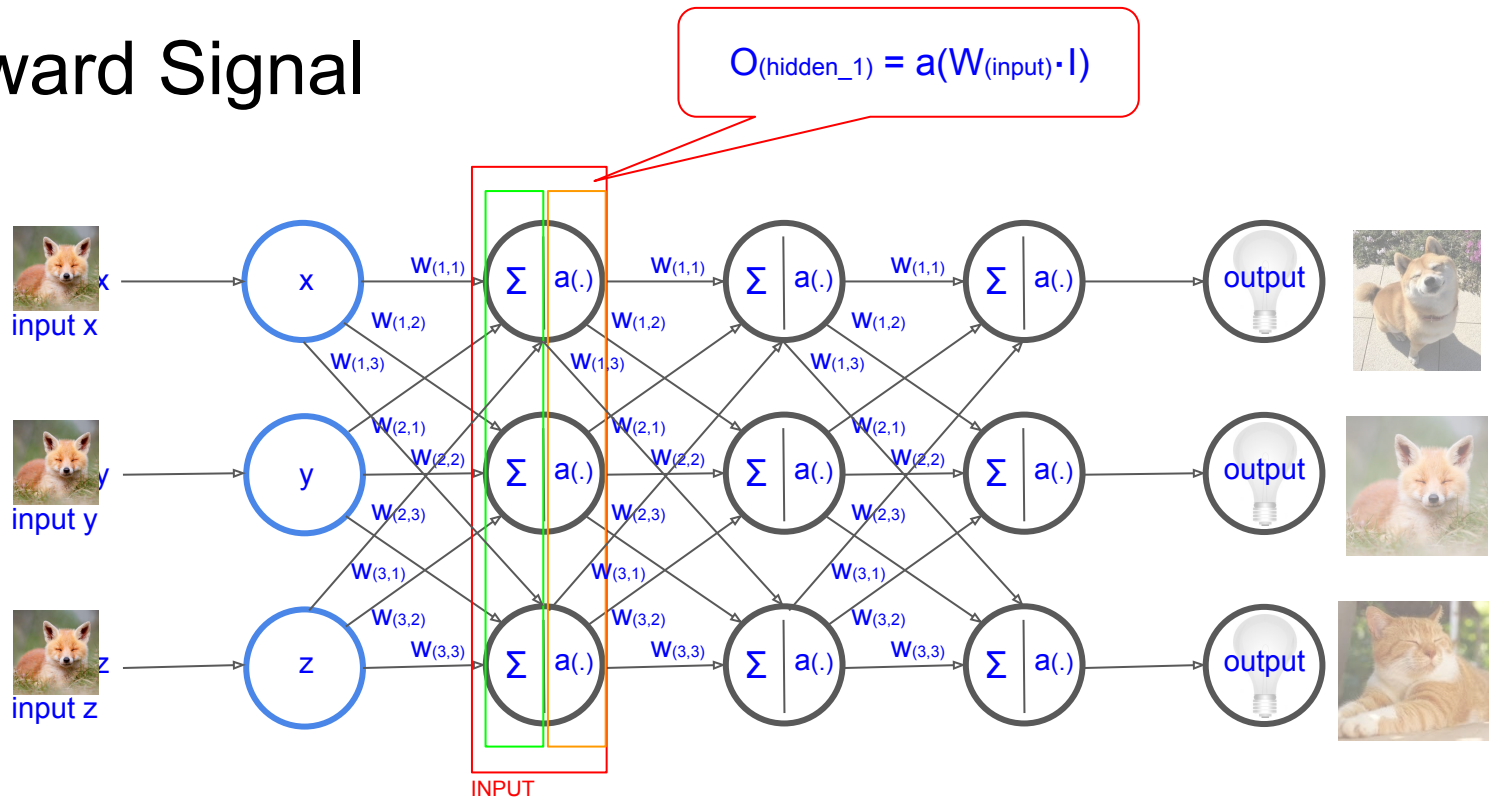 ward Signal
O(hidden_1) = a(W(input)·I)
x
input x
x
w(1,1)
Σ
a(.)
w(1,1)
Σ
a(.)
w(1,1)
Σ
a(.)
output
w(1,2)
w(1,2)
w(1,2)
w(1,3)
w(1,3)
w(1,3)
w(2,1)
w(2,1)
w(2,1)
y
input y
y
w(2,2)
Σ
a(.)
w(2,2)
Σ
a(.)
w(2,2)
Σ
a(.)
output
w(2,3)
w(2,3)
w(2,3)
w(3,1)
w(3,1)
w(3,1)
w(3,2)
w(3,2)
w(3,2)
z
input z
z
w(3,3)
Σ
a(.)
w(3,3)
Σ
a(.)
w(3,3)
Σ
a(.)
output
INPUT